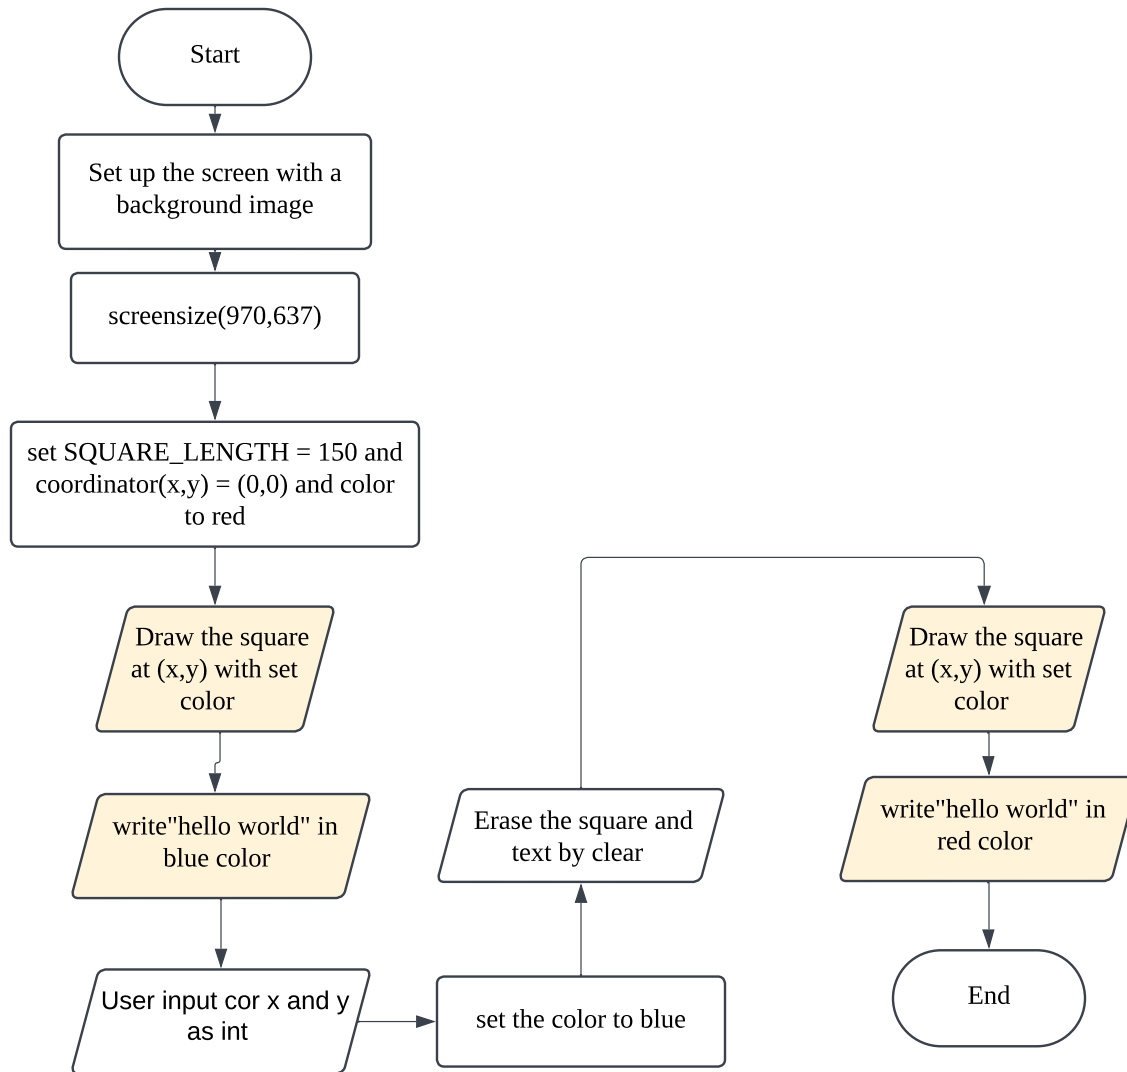 Start
Set up the screen with a
background image
screensize(970,637)
set SQUARE_LENGTH = 150 and
coordinator(x,y) = (0,0) and color
to red
Draw the square
at (x,y) with set
color
write"hello world" in
blue color
User input cor x and y
as int
set the color to blue
Erase the square and
text by clear
Draw the square
at (x,y) with set
color
write"hello world" in
red color
End